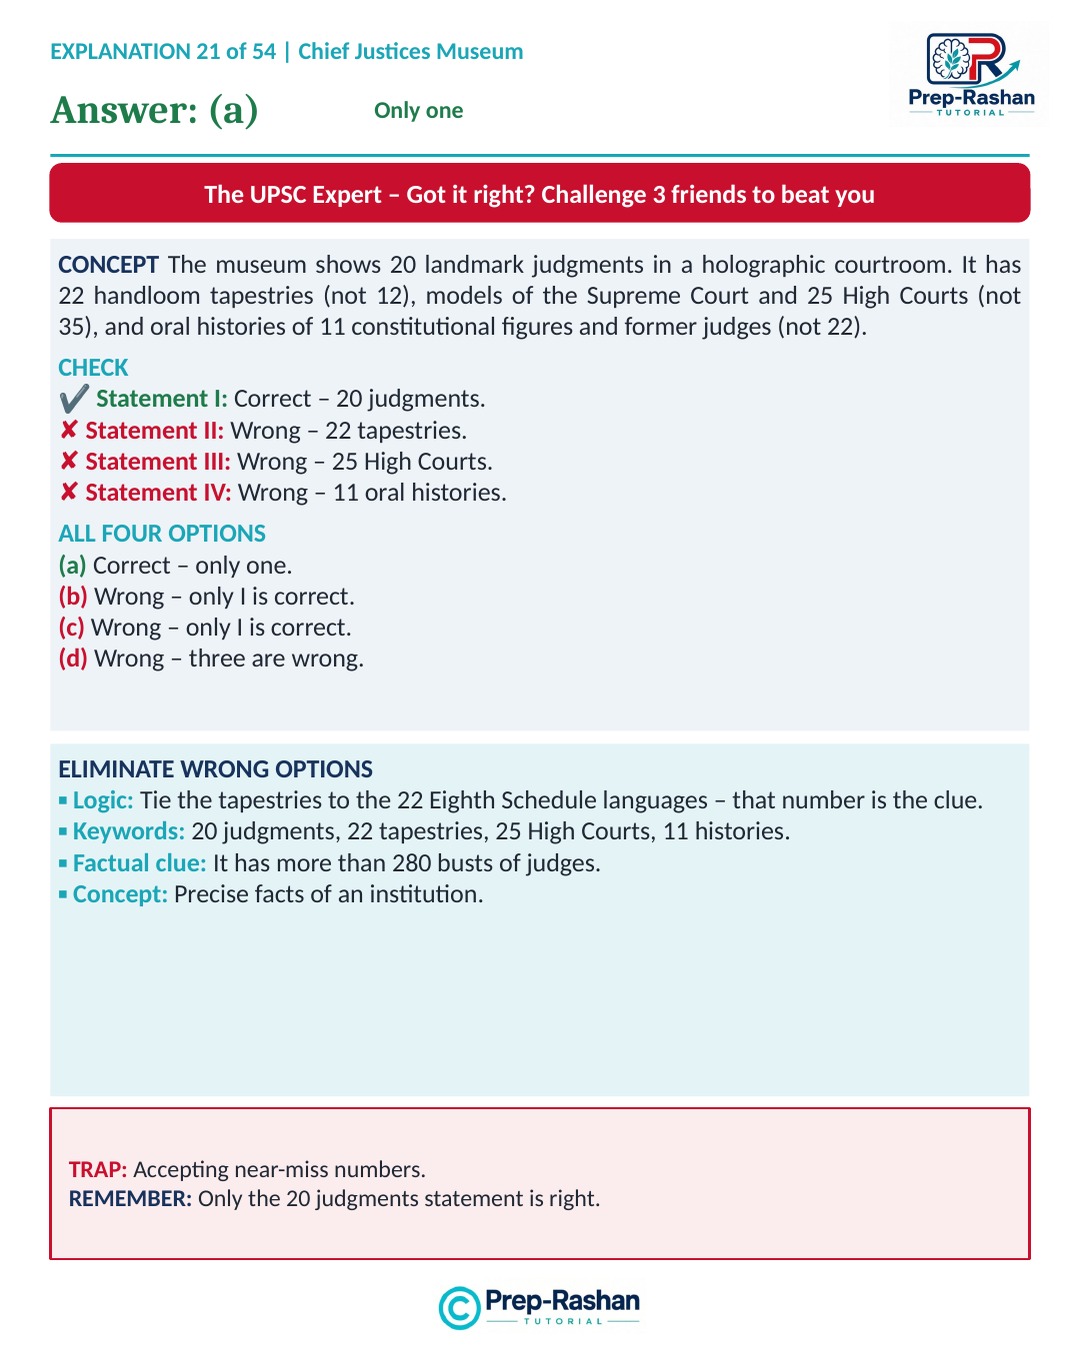 EXPLANATION 21 of 54 | Chief Justices Museum
Prep-Rashan
TUTORIAL
Answer: (a)
Only one
The UPSC Expert – Got it right? Challenge 3 friends to beat you
CONCEPT The museum shows 20 landmark judgments in a holographic courtroom. It has
22 handloom tapestries (not 12), models of the Supreme Court and 25 High Courts (not
35), and oral histories of 11 constitutional figures and former judges (not 22).
CHECK
✔ Statement I: Correct – 20 judgments.
✘ Statement II: Wrong – 22 tapestries.
✘ Statement III: Wrong – 25 High Courts.
✘ Statement IV: Wrong – 11 oral histories.
ALL FOUR OPTIONS
(a) Correct – only one.
(b) Wrong – only I is correct.
(c) Wrong – only I is correct.
(d) Wrong – three are wrong.
ELIMINATE WRONG OPTIONS
▪ Logic: Tie the tapestries to the 22 Eighth Schedule languages – that number is the clue.
▪ Keywords: 20 judgments, 22 tapestries, 25 High Courts, 11 histories.
▪ Factual clue: It has more than 280 busts of judges.
▪ Concept: Precise facts of an institution.
TRAP: Accepting near-miss numbers.
REMEMBER: Only the 20 judgments statement is right.
© Prep-Rashan
TUTORIAL